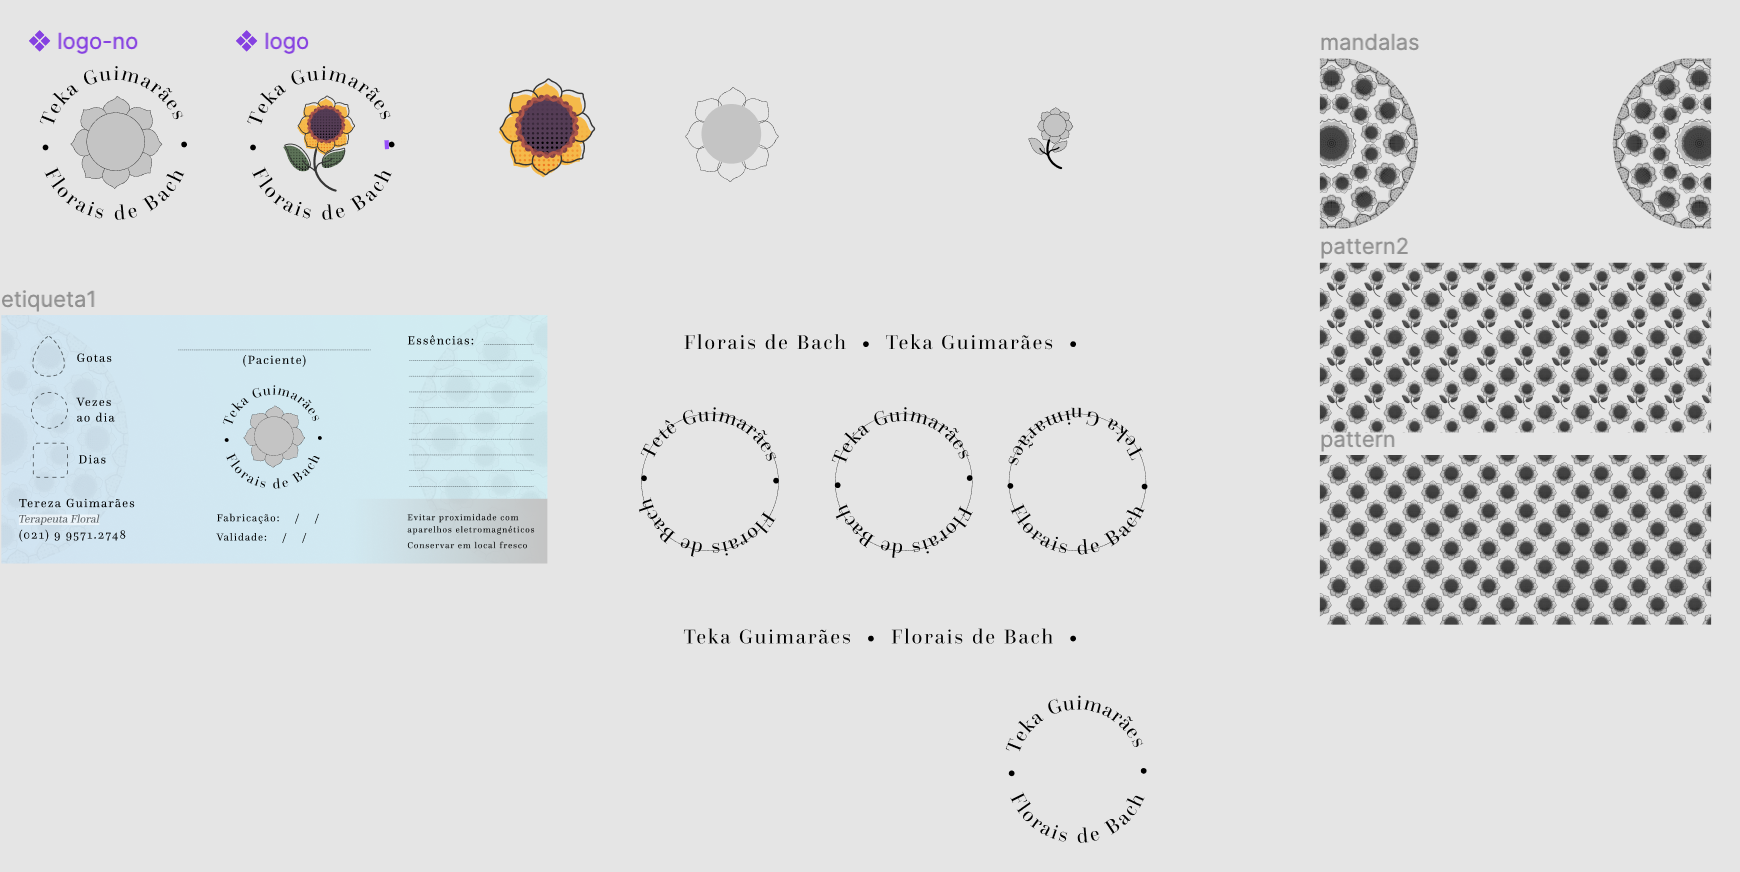 logo-no
logo
mandalas
Teka Guimarães
Florais de Bach
Teka Guimarães
Florais de Bach
pattern2
etiqueta1
Gotas
Vezes
ao dia
Dias
Tereza Guimarães
Terapeuta Floral
(021) 9 9571.2748
(Paciente)
Teka Guimarães
Florais de Bach
Fabricação: / /
Validade: / /
Essências:
Evitar proximidade com
aparelhos eletromagnéticos
Conservar em local fresco
Florais de Bach • Teka Guimarães •
Tetê Guimarães
Florais de Bach
Teka Guimarães
Florais de Bach
Teka Guimarães
Florais de Bach
pattern
Teka Guimarães • Florais de Bach •
Teka Guimarães
Florais de Bach